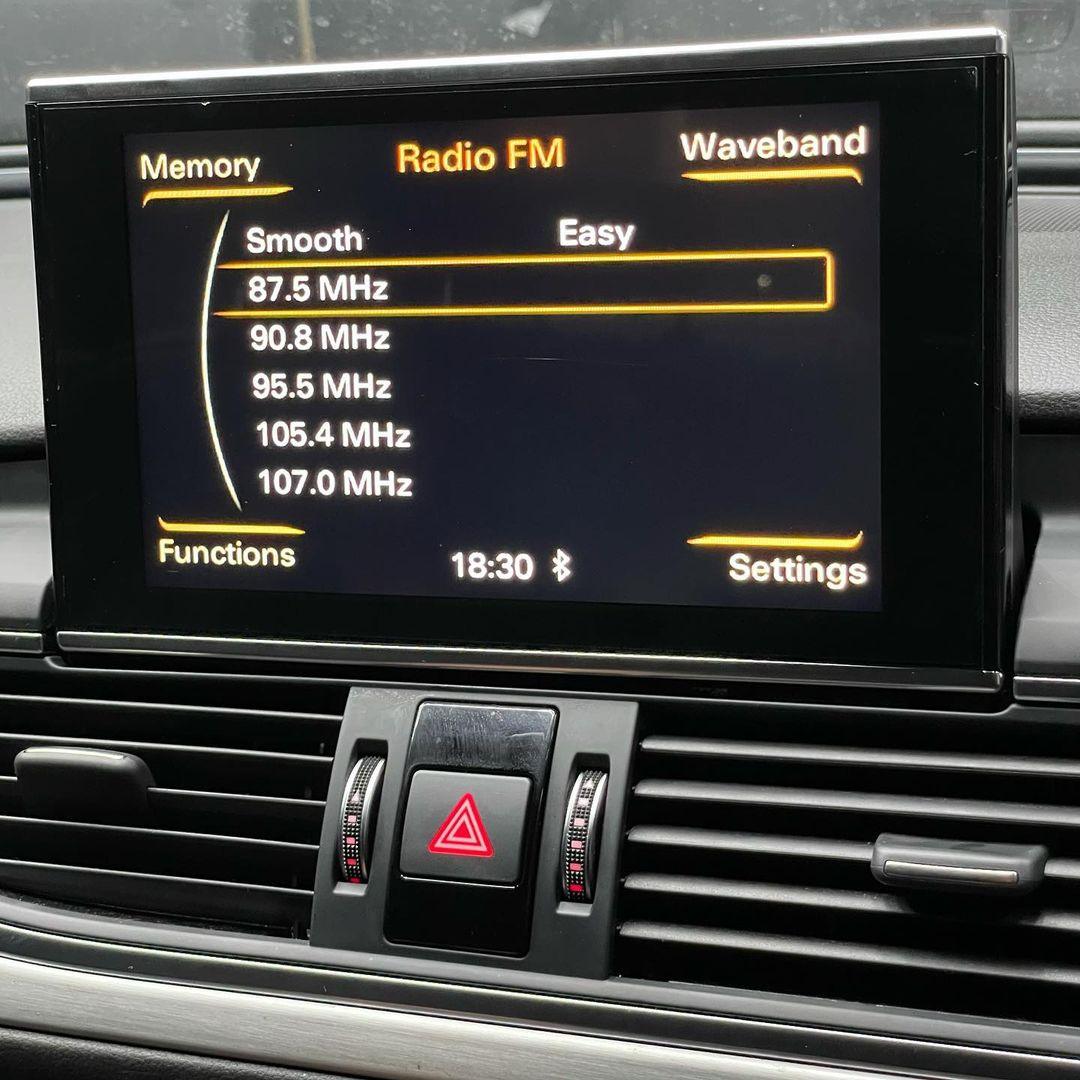 Memory
Radio FM
Waveband
Smooth Easy
87.5 MHz
90.8 MHz
95.5 MHz
105.4 MHz
107.0 MHz
Functions
18:30
Settings